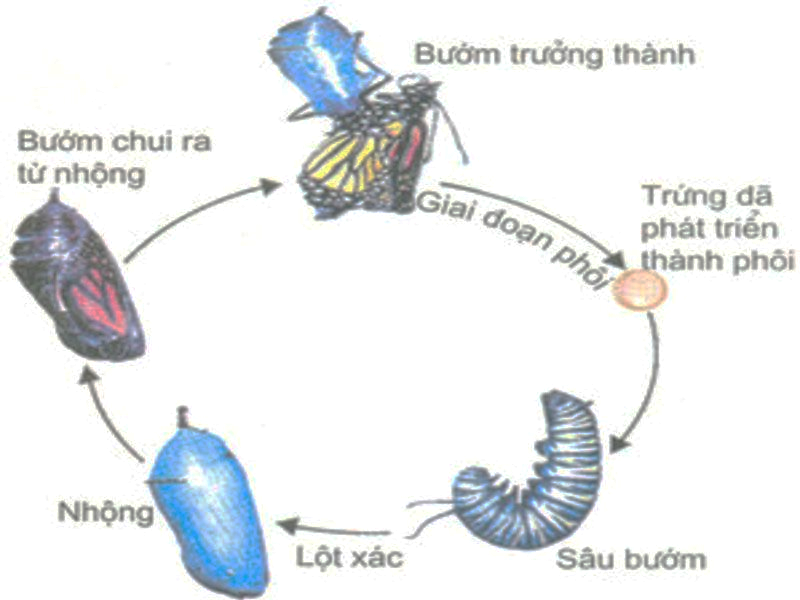 Bướm trưởng thành
Bướm chui ra
từ nhộng
Giai đoạn phôi
Trứng đã
phát triển
thành phôi
Nhộng
Lột xác
Sâu bướm